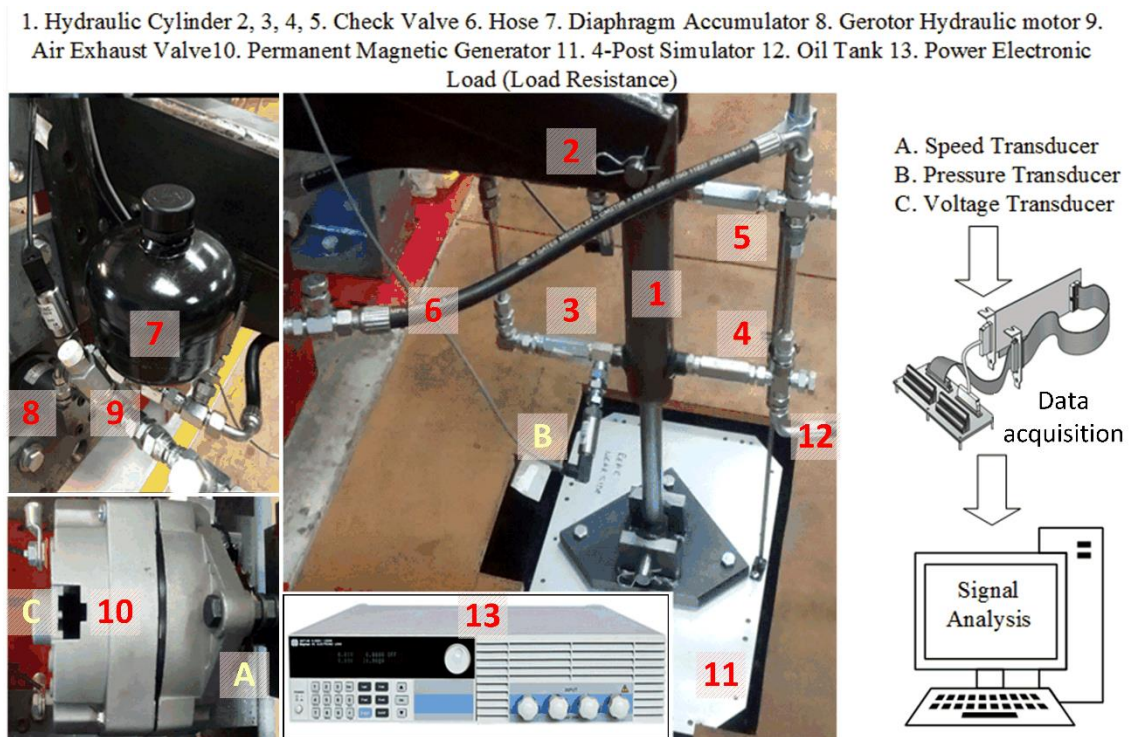 1. Hydraulic Cylinder 2, 3, 4, 5. Check Valve 6. Hose 7. Diaphragm Accumulator 8. Gerotor Hydraulic motor 9.
Air Exhaust Valve10. Permanent Magnetic Generator 11. 4-Post Simulator 12. Oil Tank 13. Power Electronic
Load (Load Resistance)
2
A. Speed Transducer
B. Pressure Transducer
C. Voltage Transducer
5
1
6
3
7
4
8
9
Data
acquisition
B
12
C
10
13
Signal
Analysis
A
11
INPUT